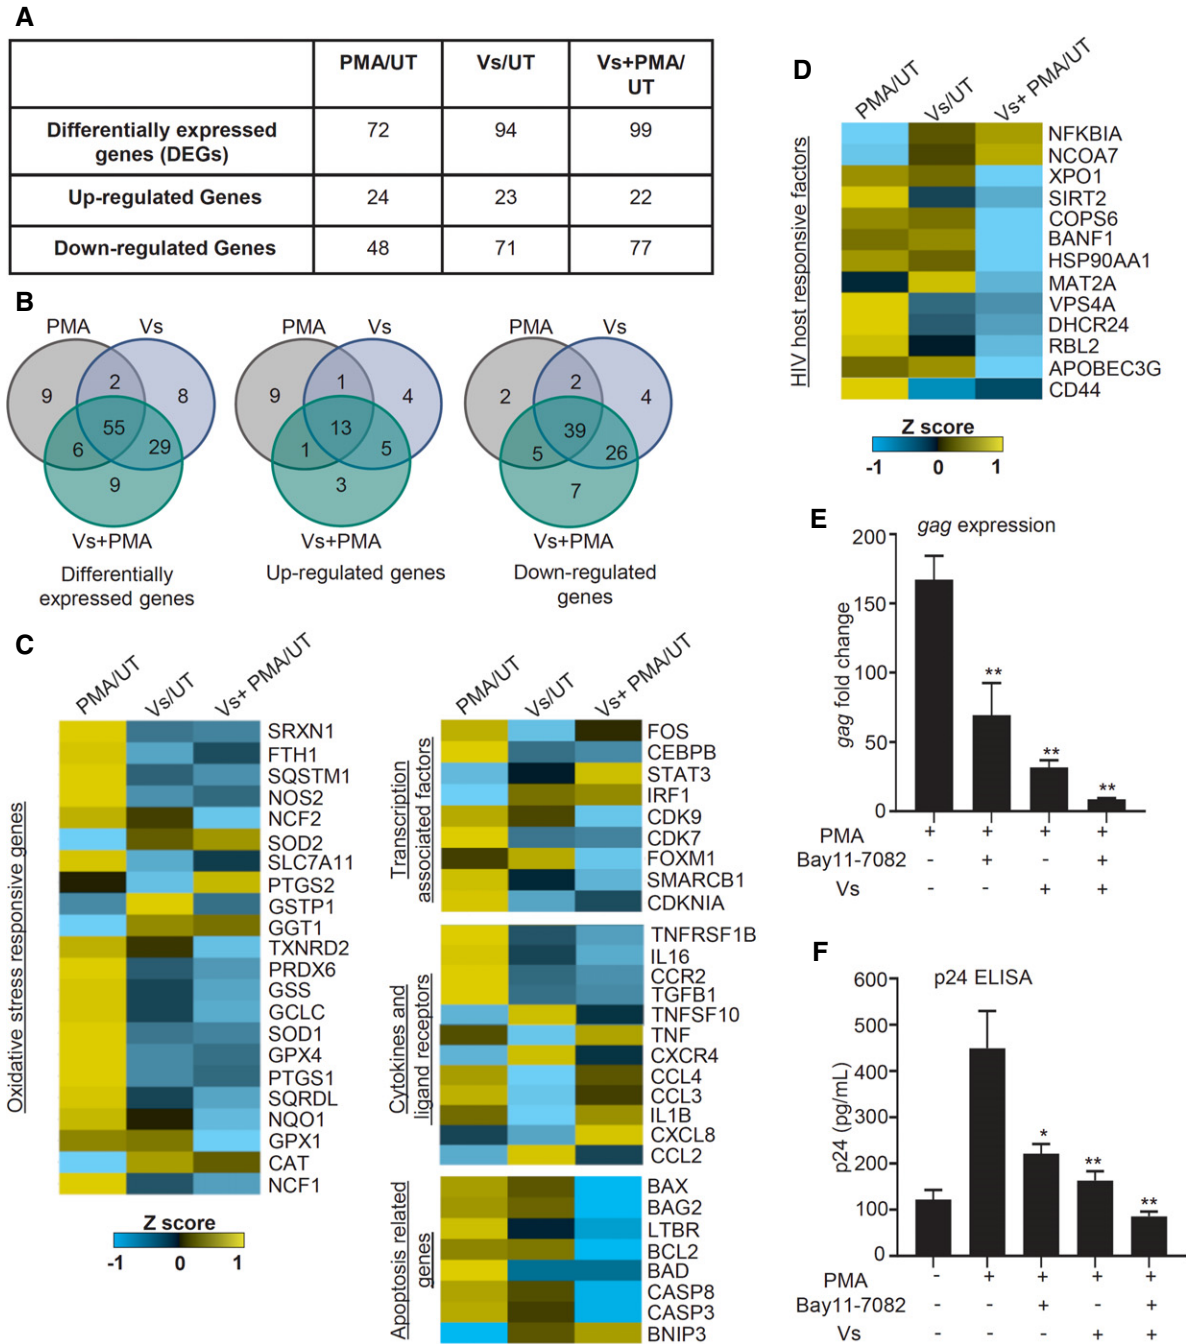 A
PMA/UT Vs/UT Vs+PMA/
UT
Differentially expressed
genes (DEGs) 72 94 99
Up-regulated Genes 24 23 22
Down-regulated Genes 48 71 77
B
PMA Vs
9 2 8
55
6 29
9
Vs+PMA
Differentially
expressed genes
PMA Vs
9 1 4
13
1 5
3
Vs+PMA
Up-regulated genes
PMA Vs
2 2 4
39
5 26
7
Vs+PMA
Down-regulated
genes
C
PMA/UT Vs/UT Vs+ PMA/UT
Oxidative stress responsive genes
SRXN1
FTH1
SQSTM1
NOS2
NCF2
SOD2
SLC7A11
PTGS2
GSTP1
GGT1
TXNRD2
PRDX6
GSS
GCLC
SOD1
GPX4
PTGS1
SQRDL
NQO1
GPX1
CAT
NCF1
Z score
-1 0 1
PMA/UT Vs/UT Vs+ PMA/UT
Transcription
associated factors
FOS
CEBPB
STAT3
IRF1
CDK9
CDK7
FOXM1
SMARCB1
CDKNIA
Cytokines and
ligand receptors
TNFRSF1B
IL16
CCR2
TGFB1
TNFSF10
TNF
CXCR4
CCL4
CCL3
IL1B
CXCL8
CCL2
Apoptosis related
genes
BAX
BAG2
LTBR
BCL2
BAD
CASP8
CASP3
BNIP3
D
PMA/UT Vs/UT Vs+ PMA/UT
HIV host responsive factors
NFKBIA
NCOA7
XPO1
SIRT2
COPS6
BANF1
HSP90AA1
MAT2A
VPS4A
DHCR24
RBL2
APOBEC3G
CD44
Z score
-1 0 1
E
gag expression
gag fold change
200
150
100
50
0
** ** **
PMA + + + +
Bay11-7082 - + - +
Vs - - + +
F
p24 ELISA
p24 (pg/mL)
600
500
400
300
200
100
0
* ** **
PMA - + + + +
Bay11-7082 - - + - +
Vs - - - + +